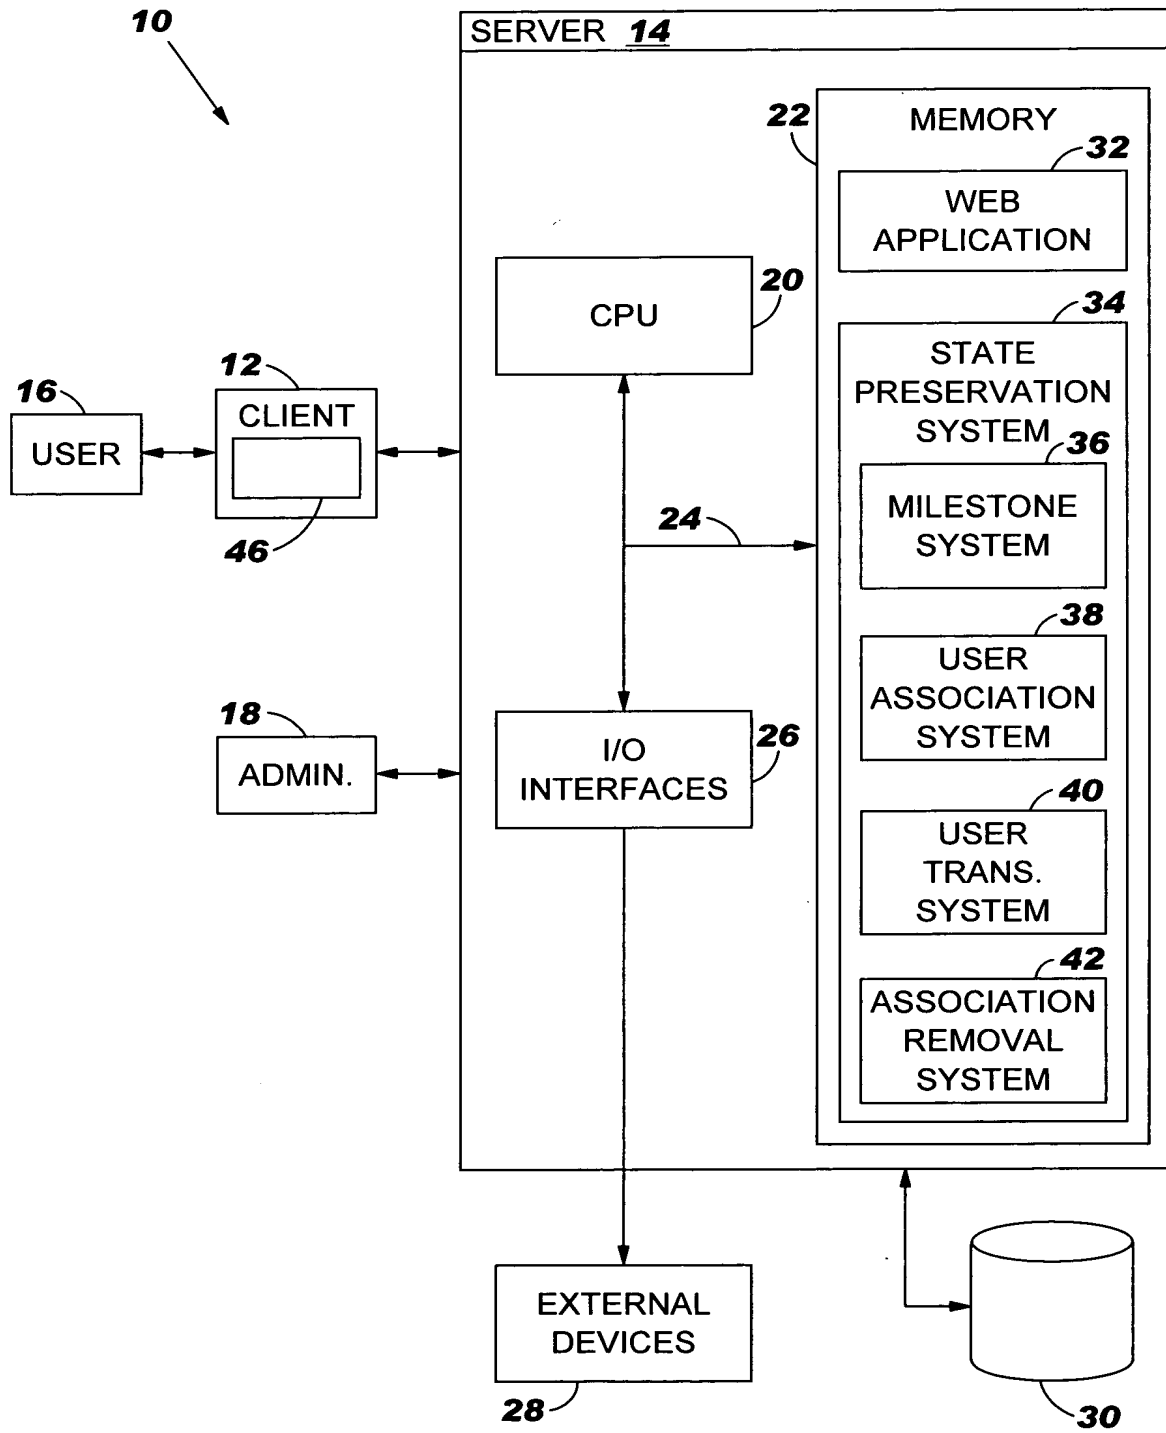 10
SERVER 14
22
MEMORY
32
WEB
APPLICATION
20
CPU
34
STATE
PRESERVATION
SYSTEM
12
CLIENT
16
USER
46
36
MILESTONE
SYSTEM
24
38
USER
ASSOCIATION
SYSTEM
18
ADMIN.
26
I/O
INTERFACES
40
USER
TRANS.
SYSTEM
42
ASSOCIATION
REMOVAL
SYSTEM
EXTERNAL
DEVICES
28
30